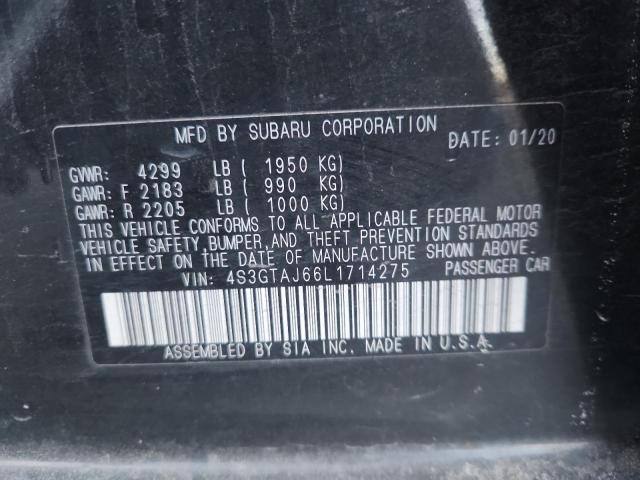 MFD BY SUBARU CORPORATION DATE: 01/20
GVWR: 4299 LB ( 1950 KG)
GAWR: F 2183 LB ( 990 KG)
GAWR: R 2205 LB ( 1000 KG)
THIS VEHICLE CONFORMS TO ALL APPLICABLE FEDERAL MOTOR
VEHICLE SAFETY, BUMPER, AND THEFT PREVENTION STANDARDS
IN EFFECT ON THE DATE OF MANUFACTURE SHOWN ABOVE.
VIN: 4S3GTAJ66L1714275 PASSENGER CAR
ASSEMBLED BY SIA INC. MADE IN U.S.A.